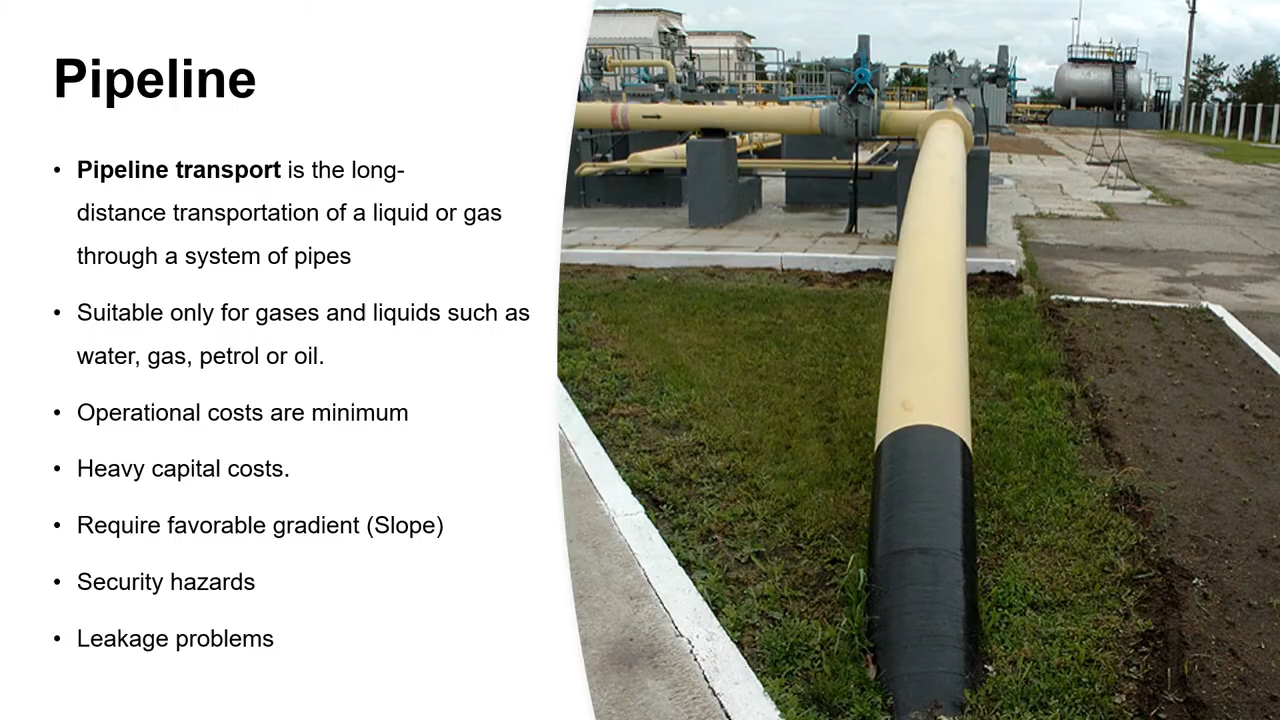 Pipeline
• Pipeline transport is the long-
distance transportation of a liquid or gas
through a system of pipes
• Suitable only for gases and liquids such as
water, gas, petrol or oil.
• Operational costs are minimum
• Heavy capital costs.
• Require favorable gradient (Slope)
• Security hazards
• Leakage problems